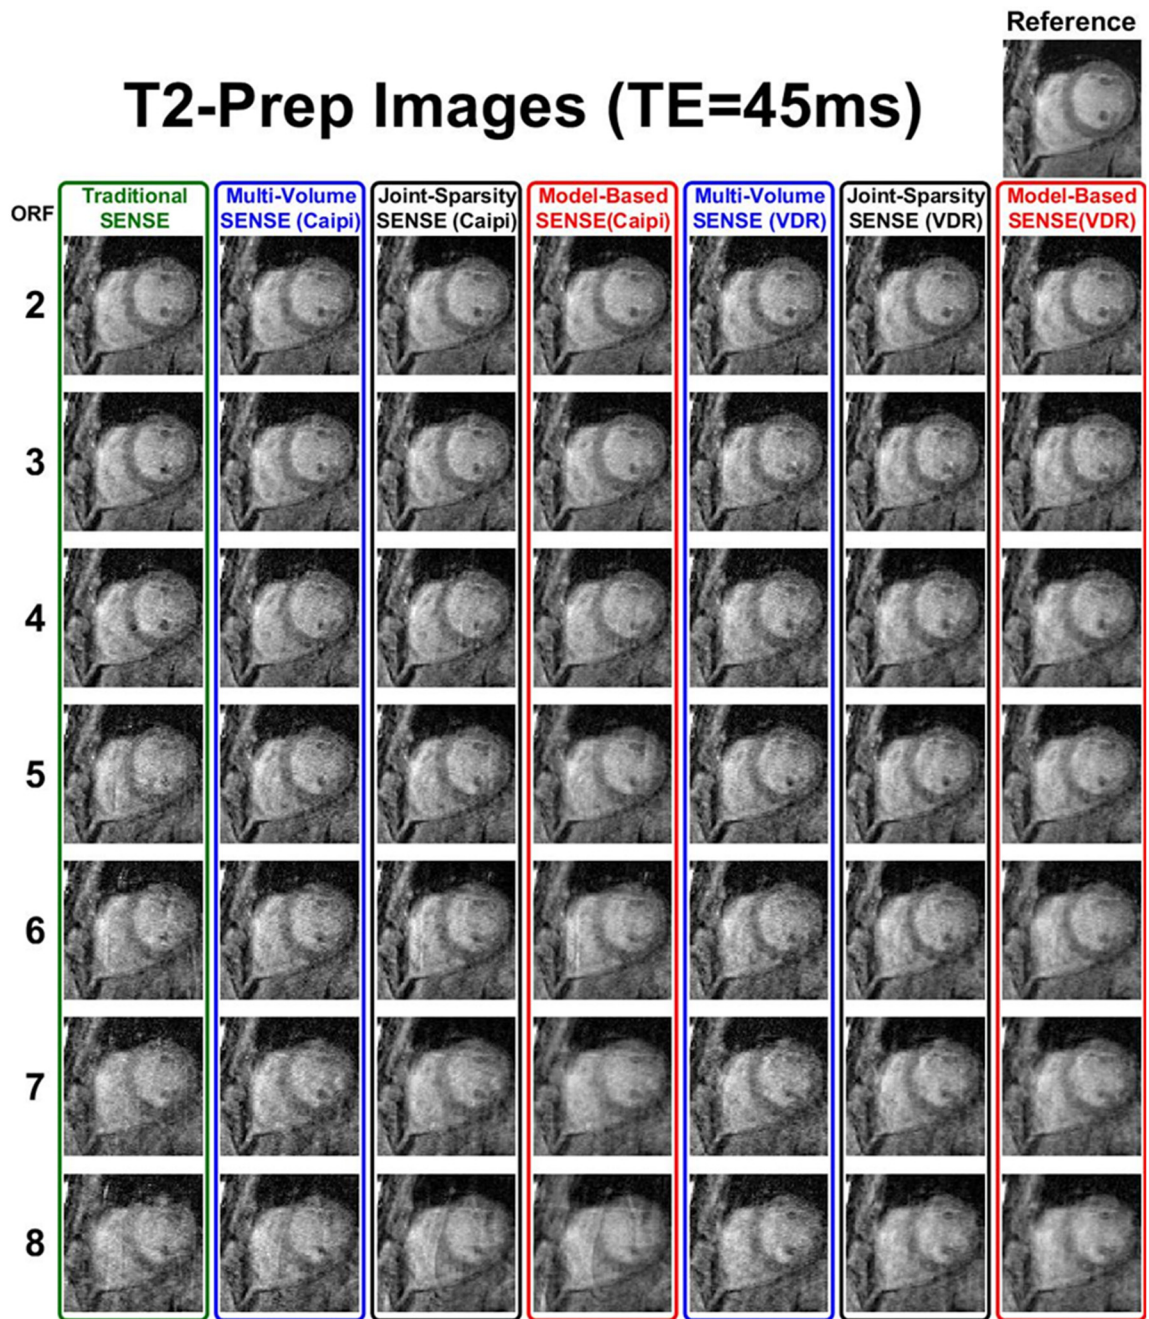 Reference
T2-Prep Images (TE=45ms)
ORF
Traditional
SENSE
Multi-Volume
SENSE (Caipi)
Joint-Sparsity
SENSE (Caipi)
Model-Based
SENSE(Caipi)
Multi-Volume
SENSE (VDR)
Joint-Sparsity
SENSE (VDR)
Model-Based
SENSE(VDR)
2
3
4
5
6
7
8